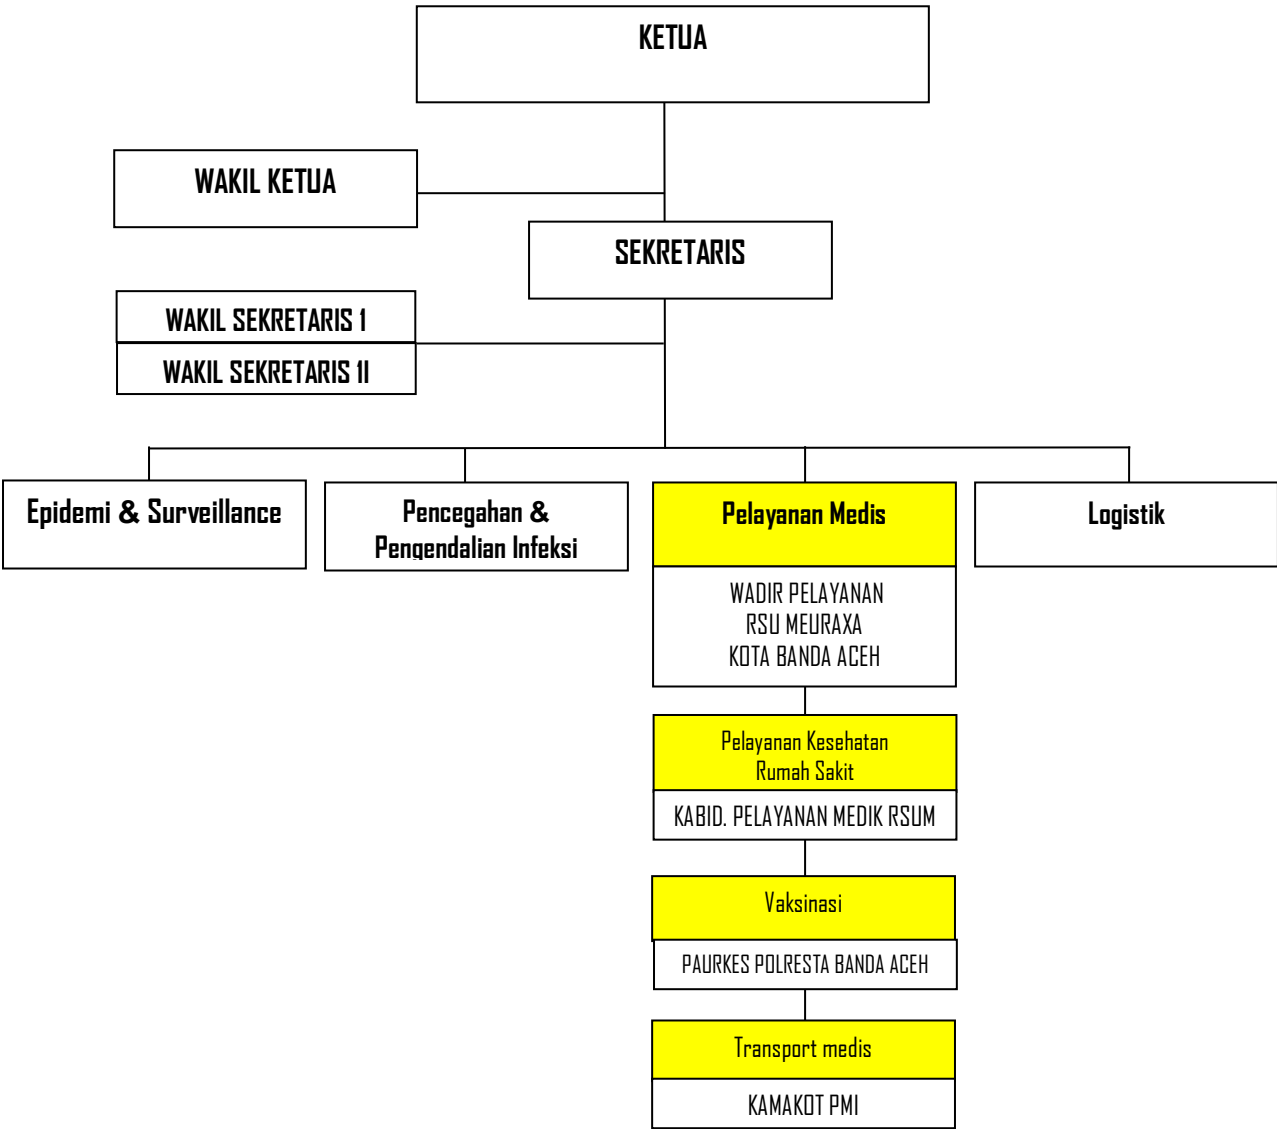 KETUA
WAKIL KETUA
SEKRETARIS
WAKIL SEKRETARIS 1
WAKIL SEKRETARIS 1I
Epidemi & Surveillance
Pencegahan &
Pengendalian Infeksi
Pelayanan Medis
Logistik
WADIR PELAYANAN
RSU MEURAXA
KOTA BANDA ACEH
Pelayanan Kesehatan
Rumah Sakit
KABID. PELAYANAN MEDIK RSUM
Vaksinasi
PAURKES POLRESTA BANDA ACEH
Transport medis
KAMAKOT PMI